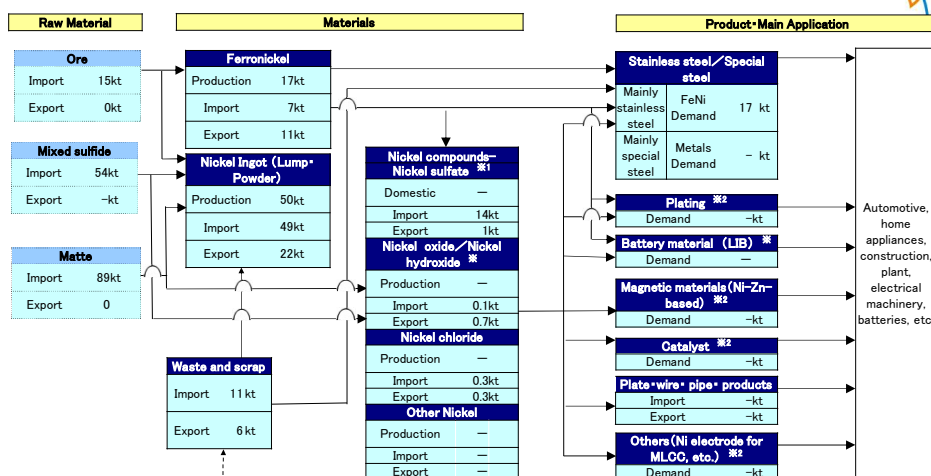 Raw Material
Materials
Product・Main Application
Ore
Import 15kt
Export 0kt
Mixed sulfide
Import 54kt
Export -kt
Matte
Import 89kt
Export 0
Ferronickel
Production 17kt
Import 7kt
Export 11kt
Nickel Ingot (Lump・
Powder)
Production 50kt
Import 49kt
Export 22kt
Waste and scrap
Import 11kt
Export 6kt
Nickel compounds-
Nickel sulfate ※1
Domestic —
Import 14kt
Export 1kt
Nickel oxide／Nickel
hydroxide ※
Production —
Import 0.1kt
Export 0.7kt
Nickel chloride
Production —
Import 0.3kt
Export 0.3kt
Other Nickel
Production —
Import —
Export —
Stainless steel／Special
steel
Mainly
stainless
steel
FeNi
Demand
17 kt
Mainly
special
steel
Metals
Demand
- kt
Plating ※2
Demand -kt
Battery material （LIB） ※
Demand —
Magnetic materials(Ni-Zn-
based) ※2
Demand -kt
Catalyst ※2
Demand -kt
Plate・wire・pipe・products
Import -kt
Export -kt
Others(Ni electrode for
MLCC, etc.) ※2
Demand -kt
Automotive,
home
appliances,
construction,
plant,
electrical
machinery,
batteries, etc